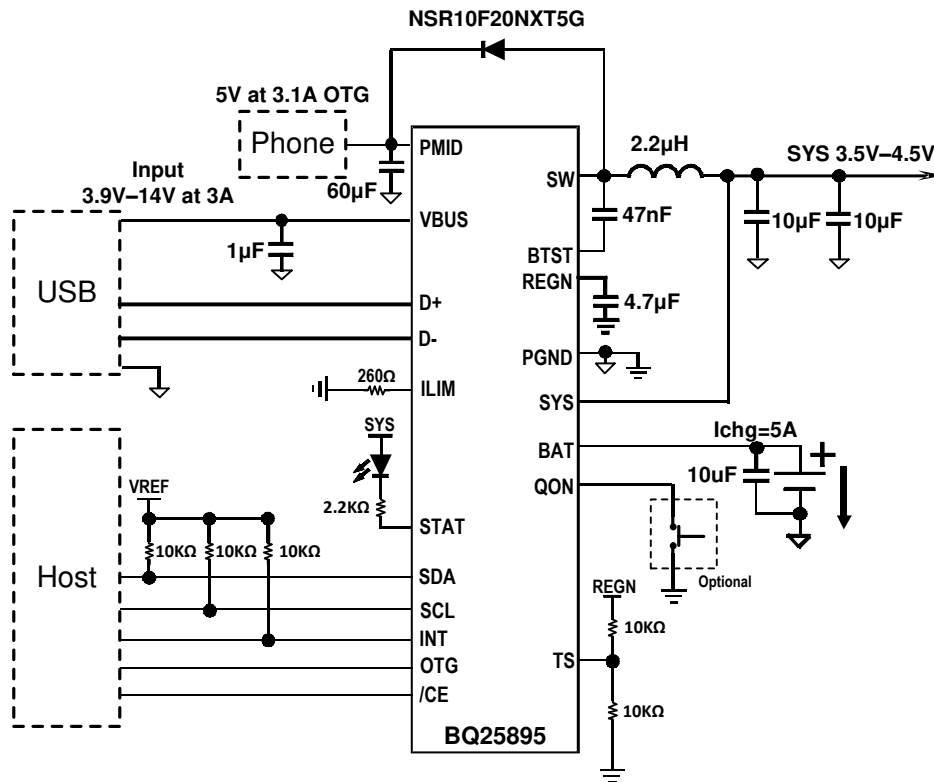 NSR10F20NXT5G
5V at 3.1A OTG
Phone
PMID
60µF
2.2µH
SYS 3.5V–4.5V
SW
Input
3.9V–14V at 3A
VBUS
1µF
47nF
10µF
10µF
BTST
REGN
4.7µF
USB
D+
D-
PGND
260Ω
ILIM
SYS
SYS
Ichg=5A
BAT
+
10uF
QON
VREF
2.2KΩ
STAT
10KΩ
10KΩ
10KΩ
Host
SDA
Optional
REGN
SCL
10KΩ
INT
OTG
TS
/CE
10KΩ
BQ25895